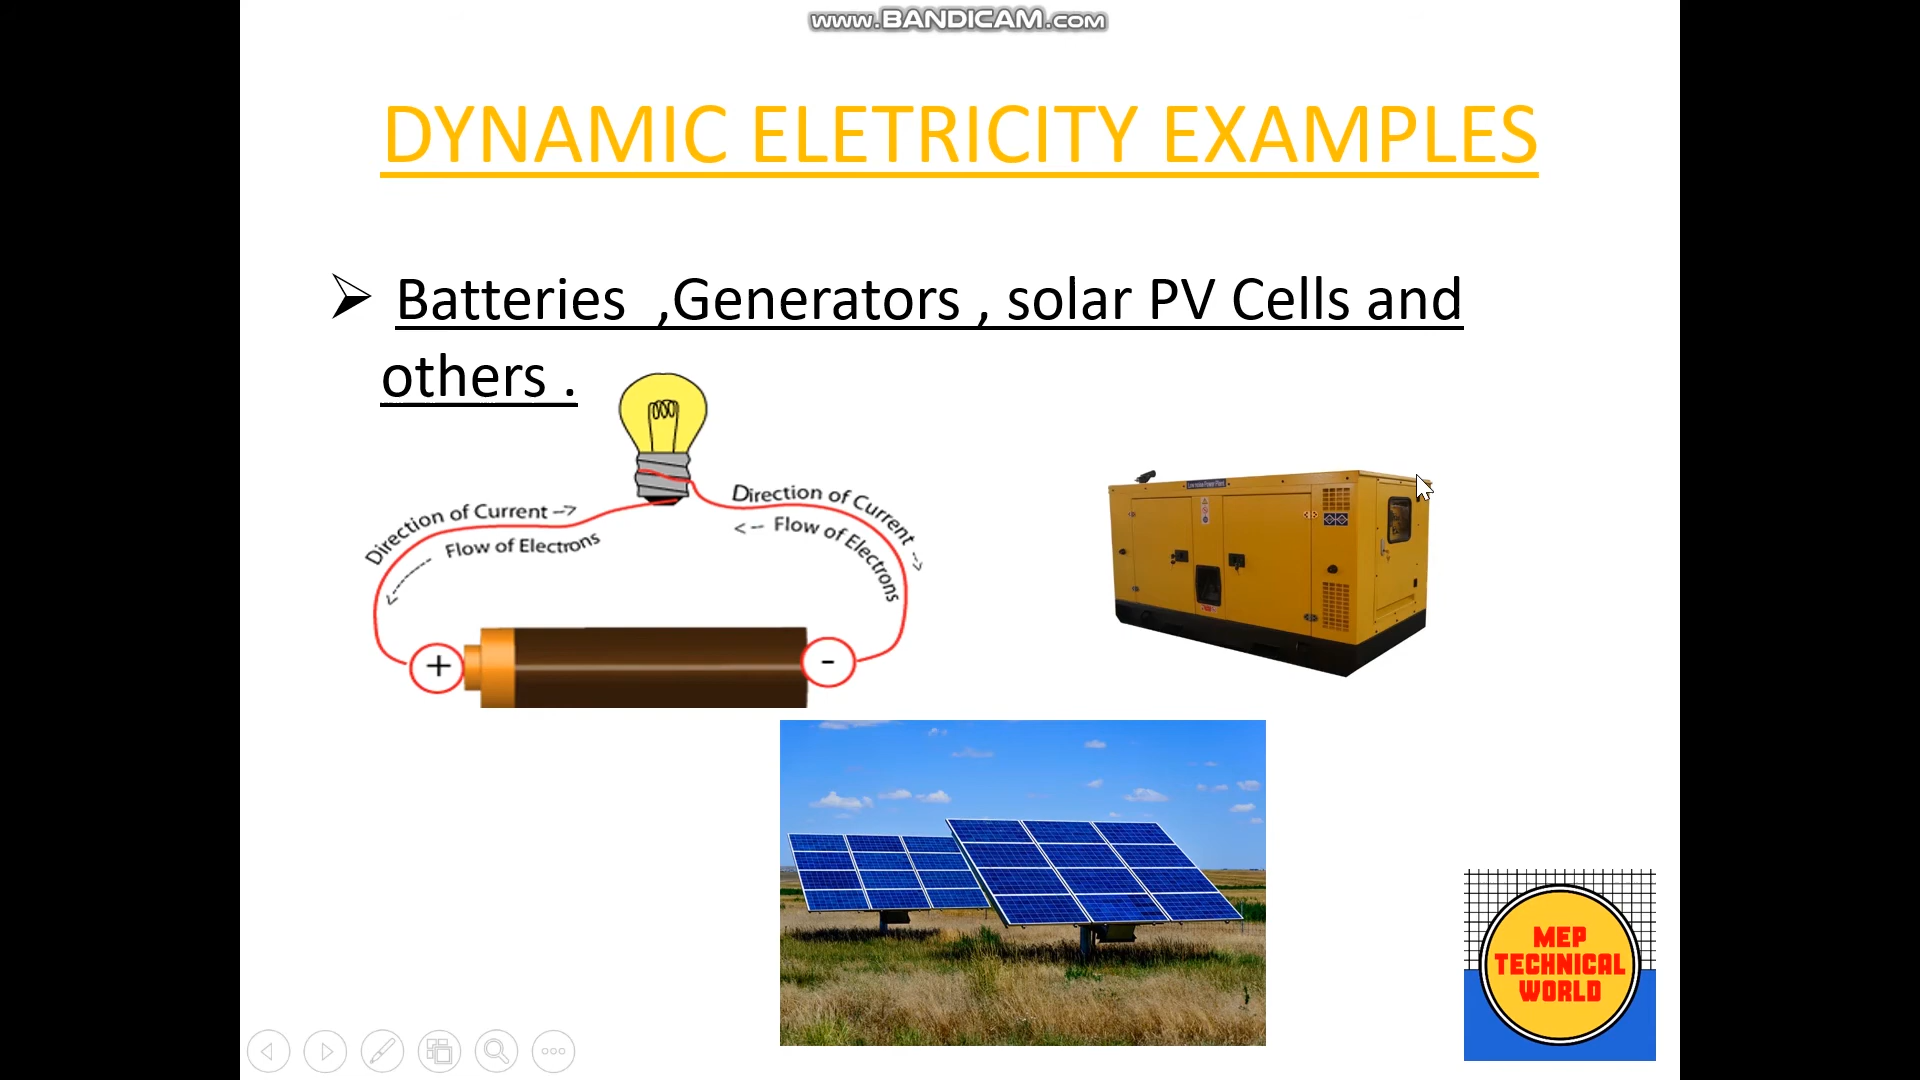 www.BANDICAM.com
DYNAMIC ELETRICITY EXAMPLES
Batteries ,Generators , solar PV Cells and
others .
Direction of Current
Flow of Electrons
Direction of Current
Flow of Electrons
+
-
MEP
TECHNICAL
WORLD